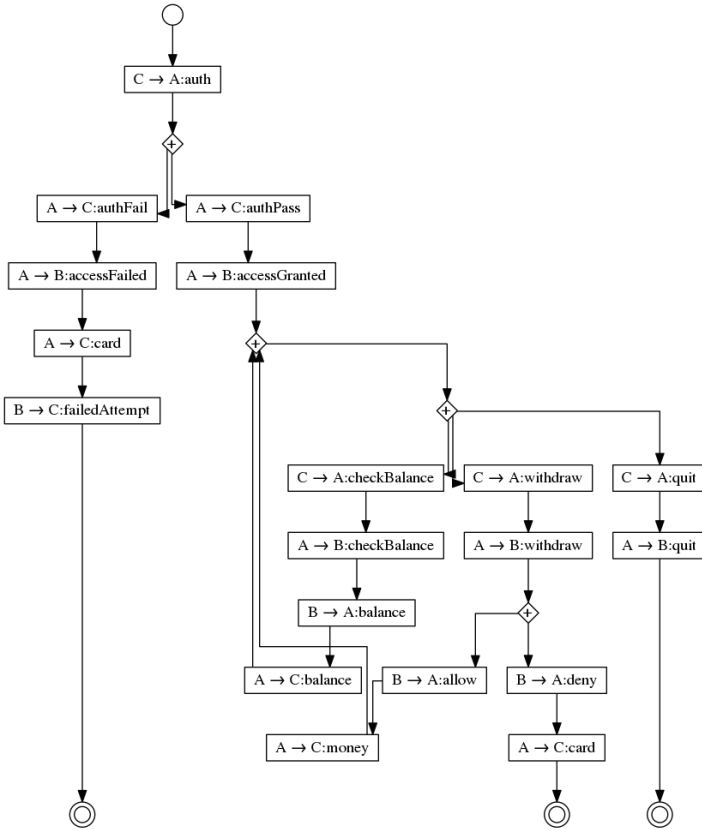 C → A:auth
+
A → C:authFail
A → C:authPass
A → B:accessFailed
A → B:accessGranted
A → C:card
+
B → C:failedAttempt
+
C → A:checkBalance
C → A:withdraw
C → A:quit
A → B:checkBalance
A → B:withdraw
A → B:quit
B → A:balance
+
A → C:balance
B → A:allow
B → A:deny
A → C:money
A → C:card